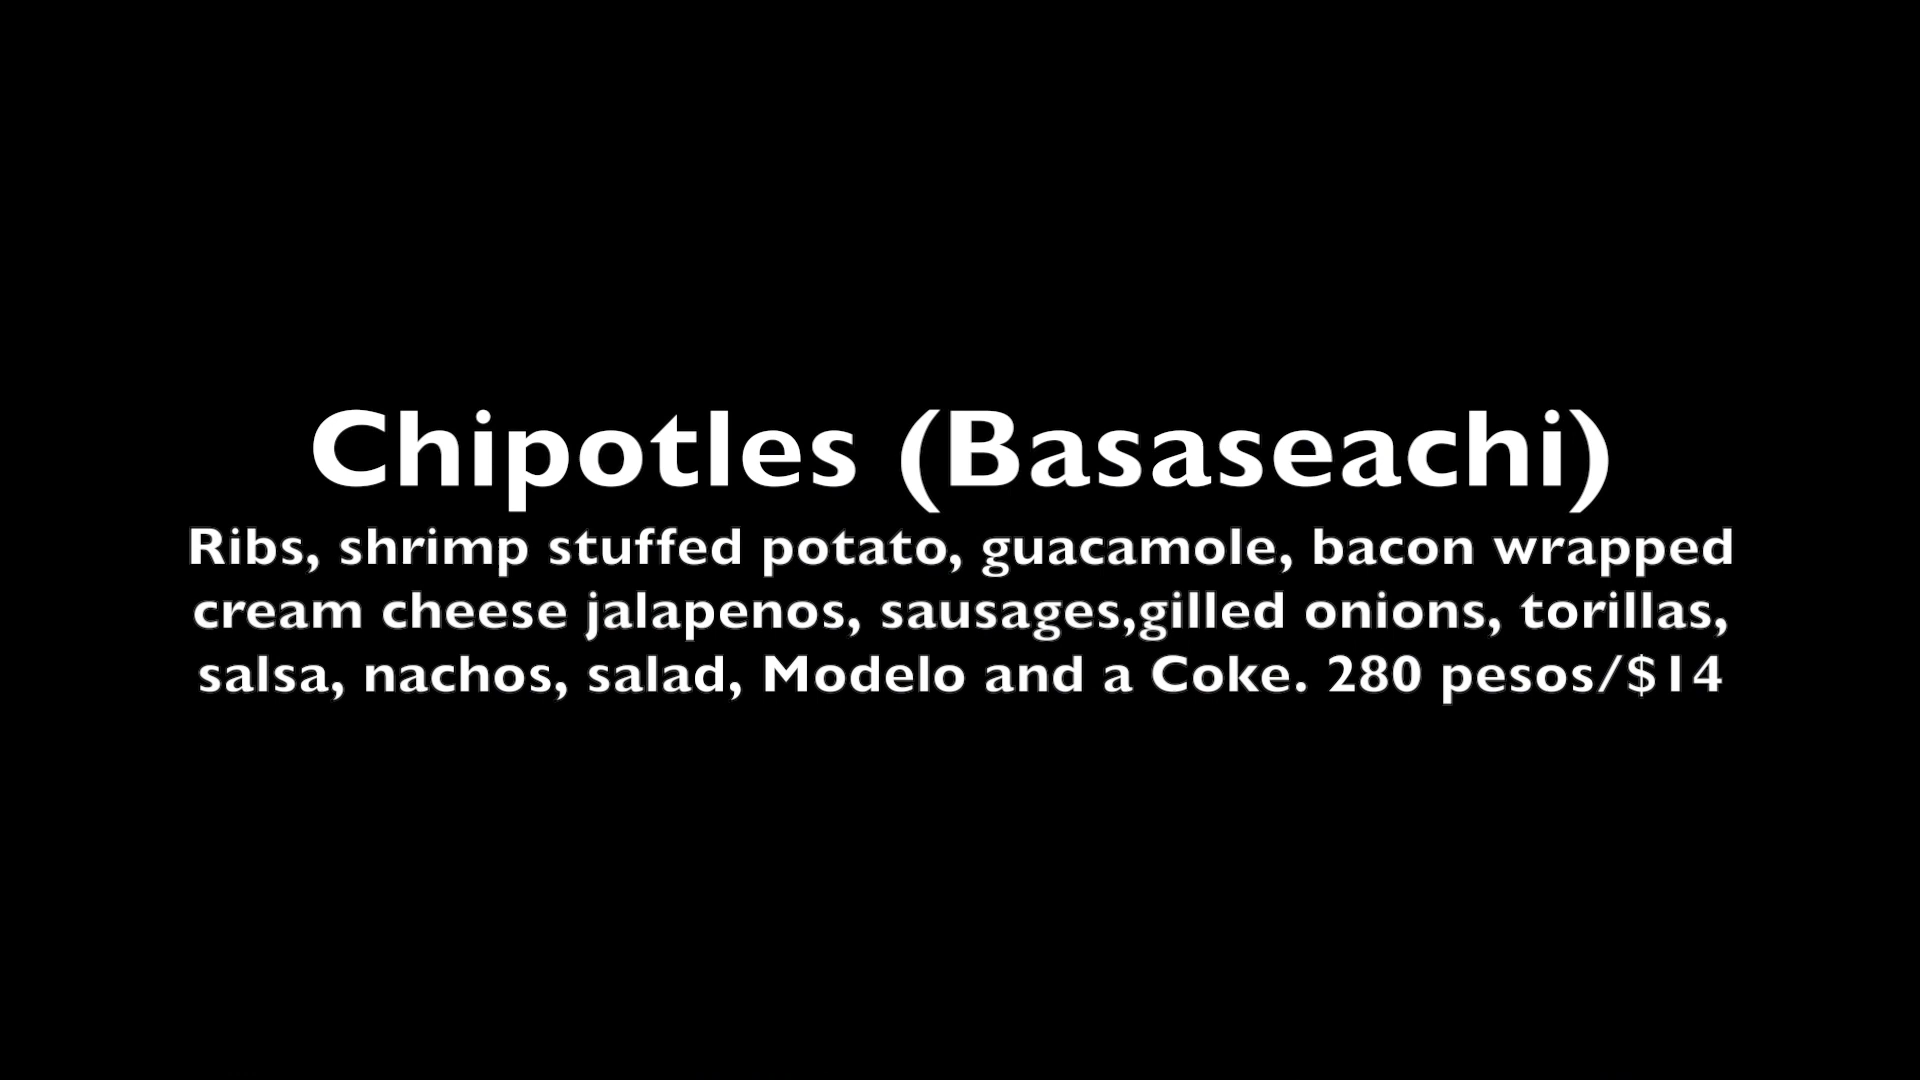 Chipotles (Basaseachi)
Ribs, shrimp stuffed potato, guacamole, bacon wrapped
cream cheese jalapenos, sausages,gilled onions, torillas,
salsa, nachos, salad, Modelo and a Coke. 280 pesos/$14